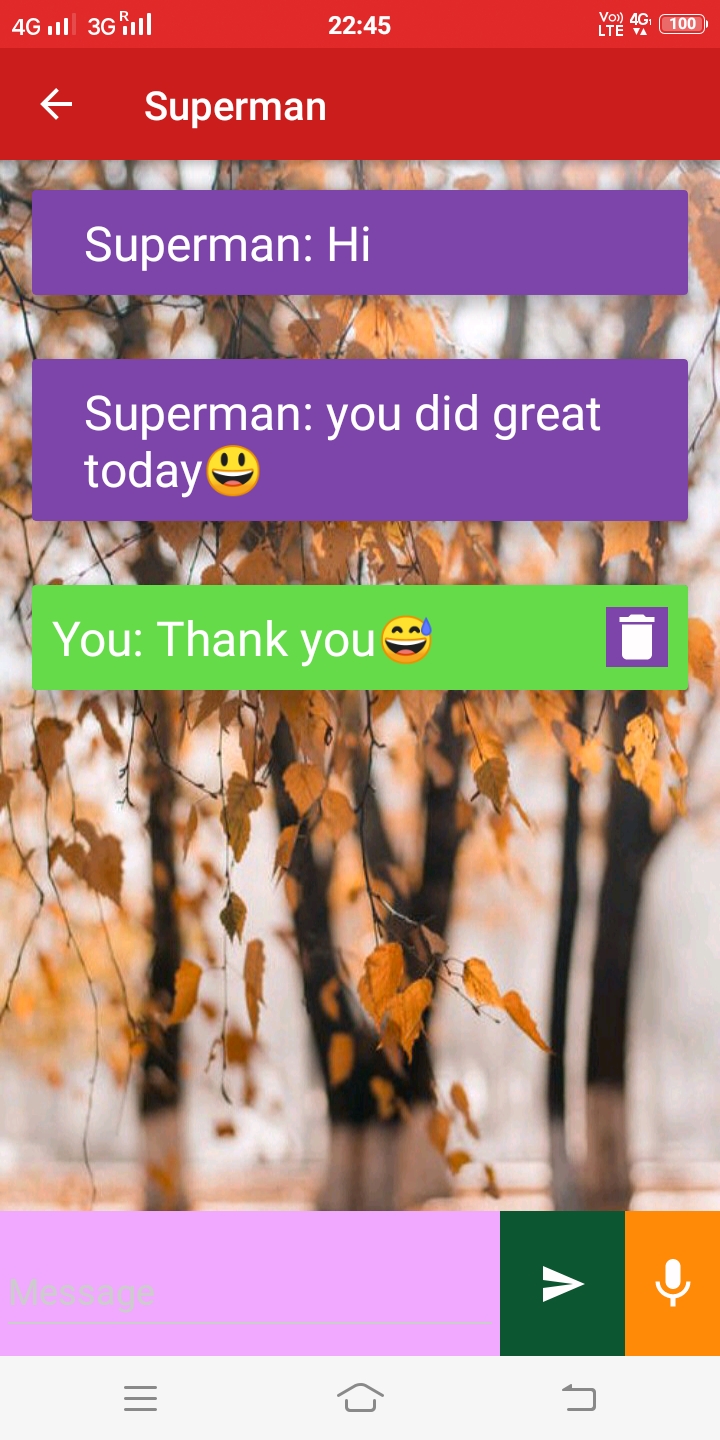 4G 3G R 22:45 Vo)) LTE 4G 100
Superman
Superman: Hi
Superman: you did great
today😃
You: Thank you😅
Message